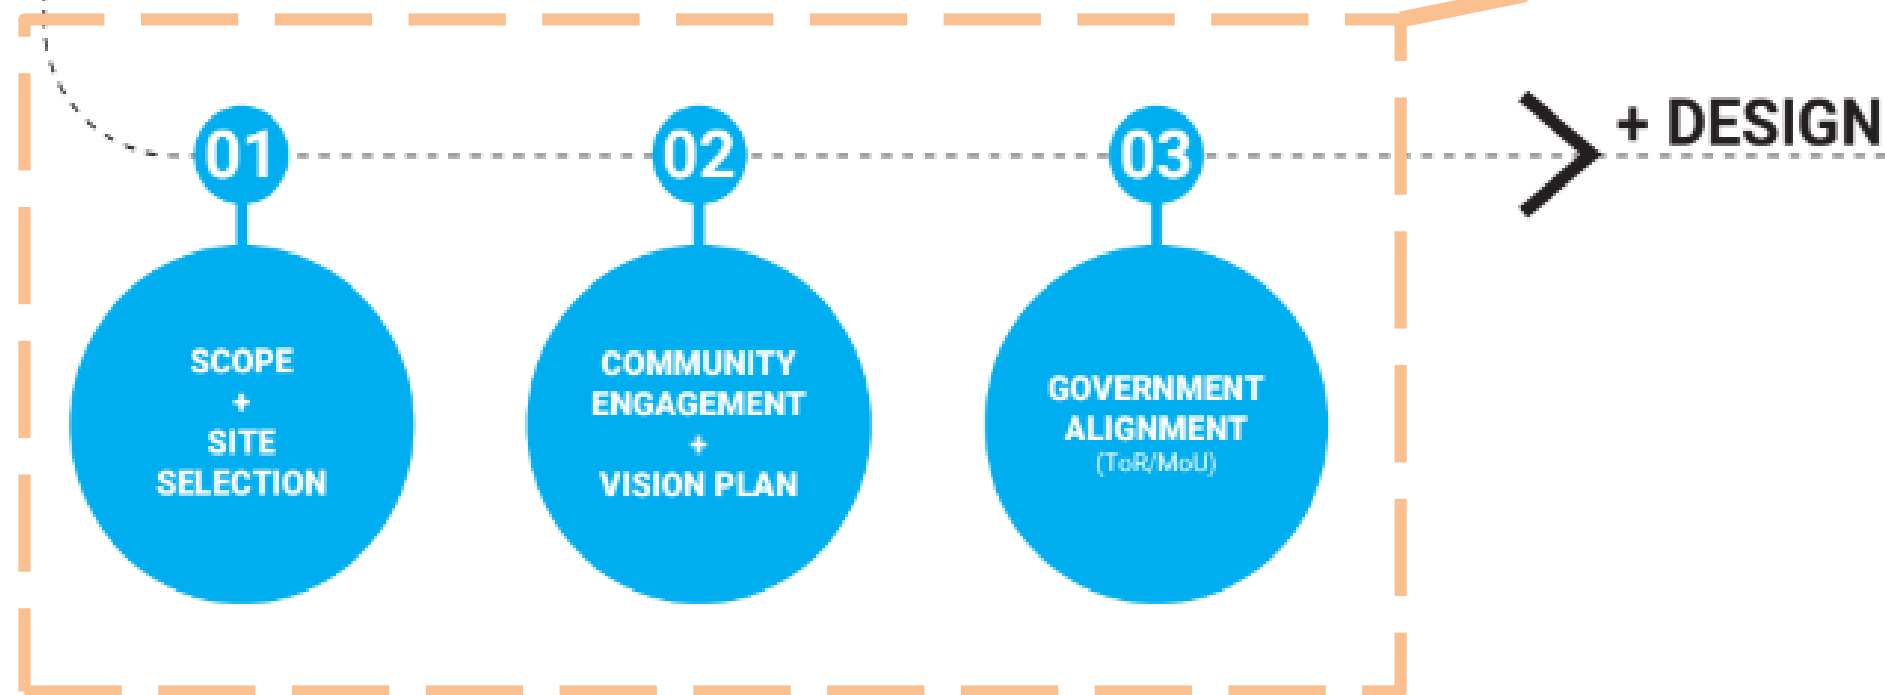 01
02
03
+ DESIGN
SCOPE
+
SITE
SELECTION
COMMUNITY
ENGAGEMENT
+
VISION PLAN
GOVERNMENT
ALIGNMENT
(ToR/MoU)